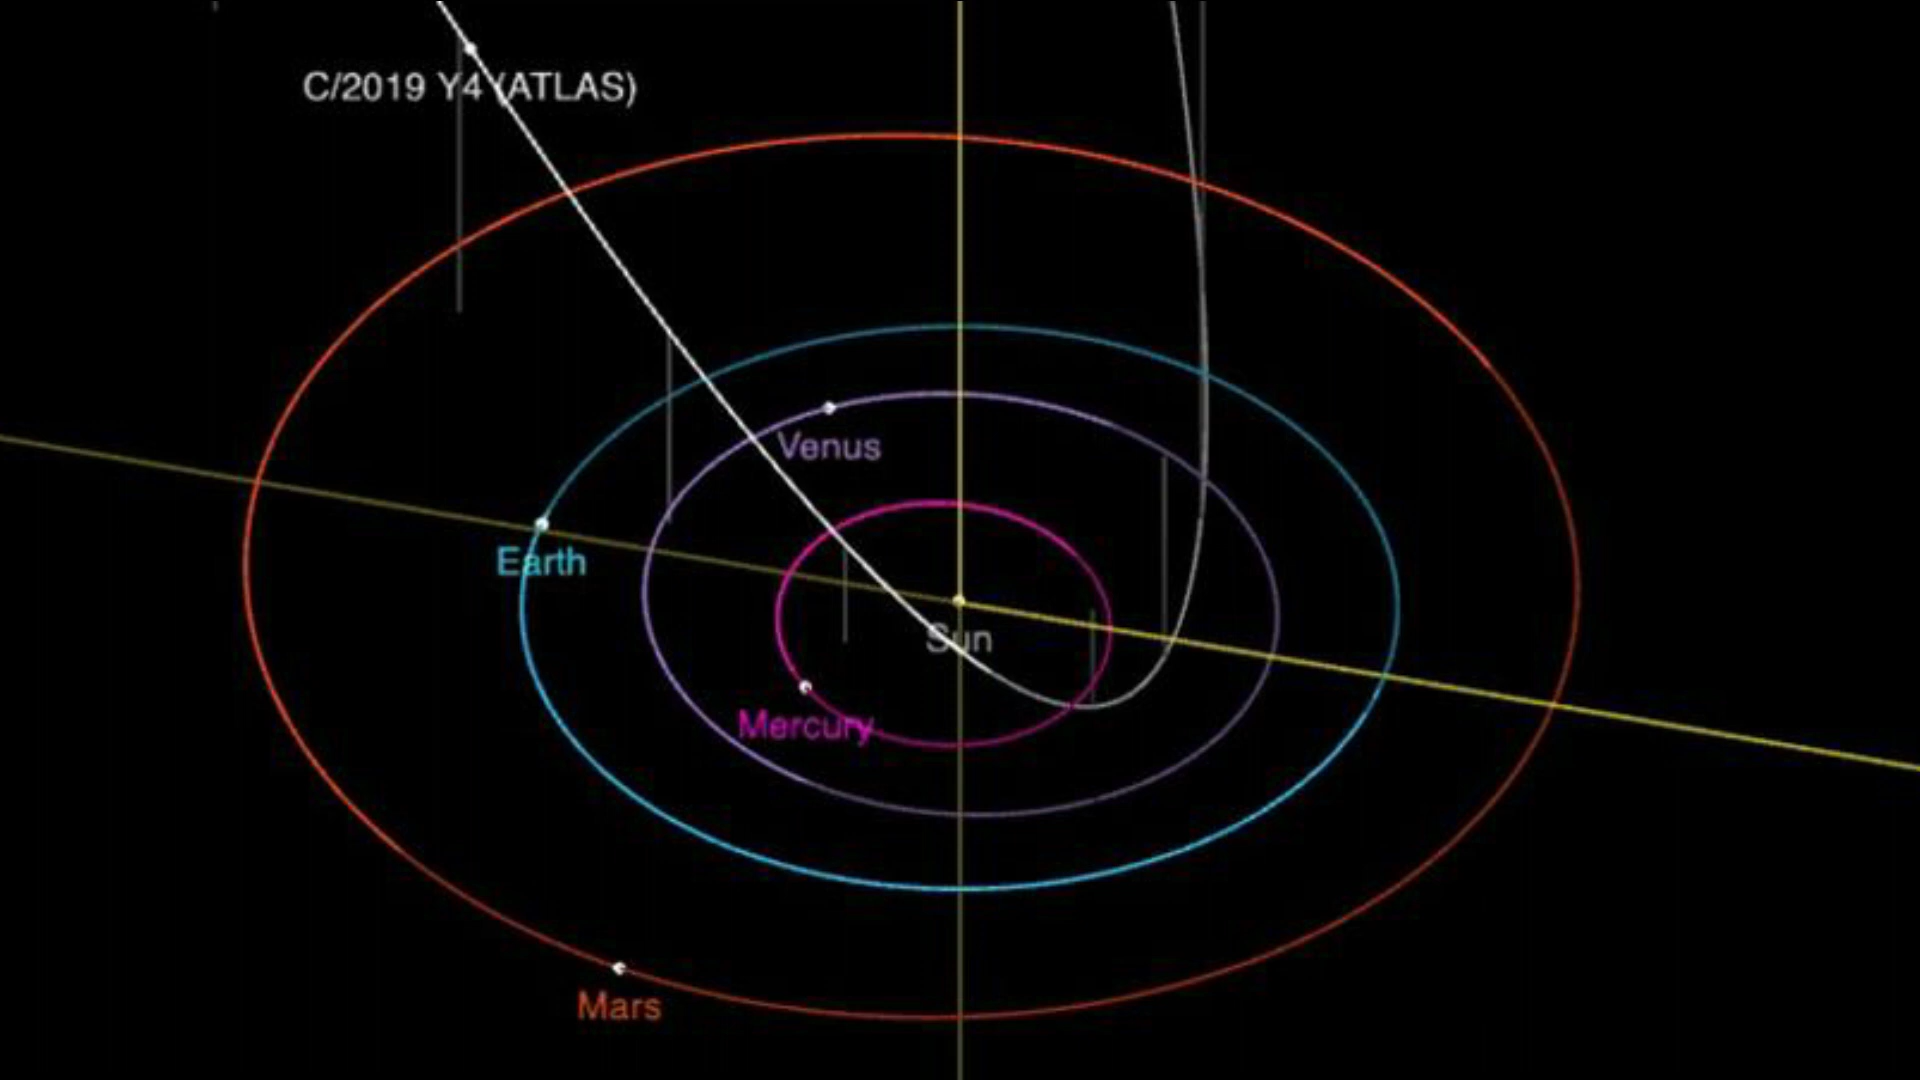 C/2019 Y4 (ATLAS)
Venus
Earth
Sun
Mercury
Mars